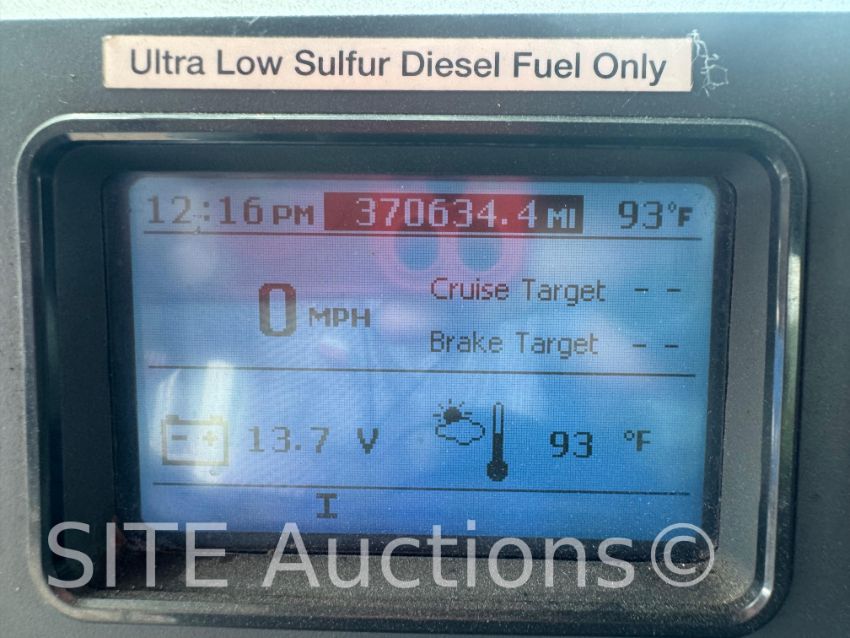 Ultra Low Sulfur Diesel Fuel Only
12:16 PM 370634.4 MI 93°F
0 MPH
Cruise Target - -
Brake Target - -
- + 13.7 V 93 °F
I
SITE Auctions©